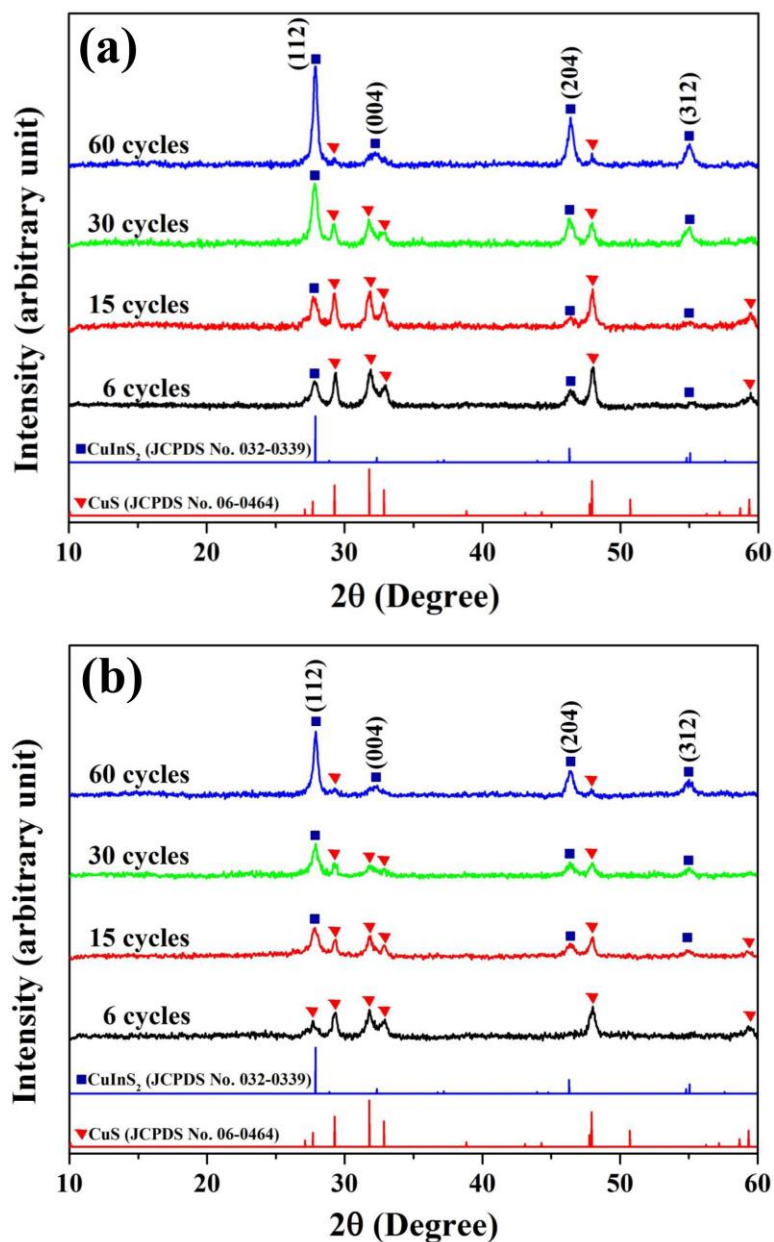 (a)
Intensity (arbitrary unit)
(112)
(004)
(204)
(312)
60 cycles
30 cycles
15 cycles
6 cycles
CuInS₂ (JCPDS No. 032-0339)
CuS (JCPDS No. 06-0464)
10 20 30 40 50 60
2θ (Degree)
(b)
Intensity (arbitrary unit)
(112)
(004)
(204)
(312)
60 cycles
30 cycles
15 cycles
6 cycles
CuInS₂ (JCPDS No. 032-0339)
CuS (JCPDS No. 06-0464)
10 20 30 40 50 60
2θ (Degree)